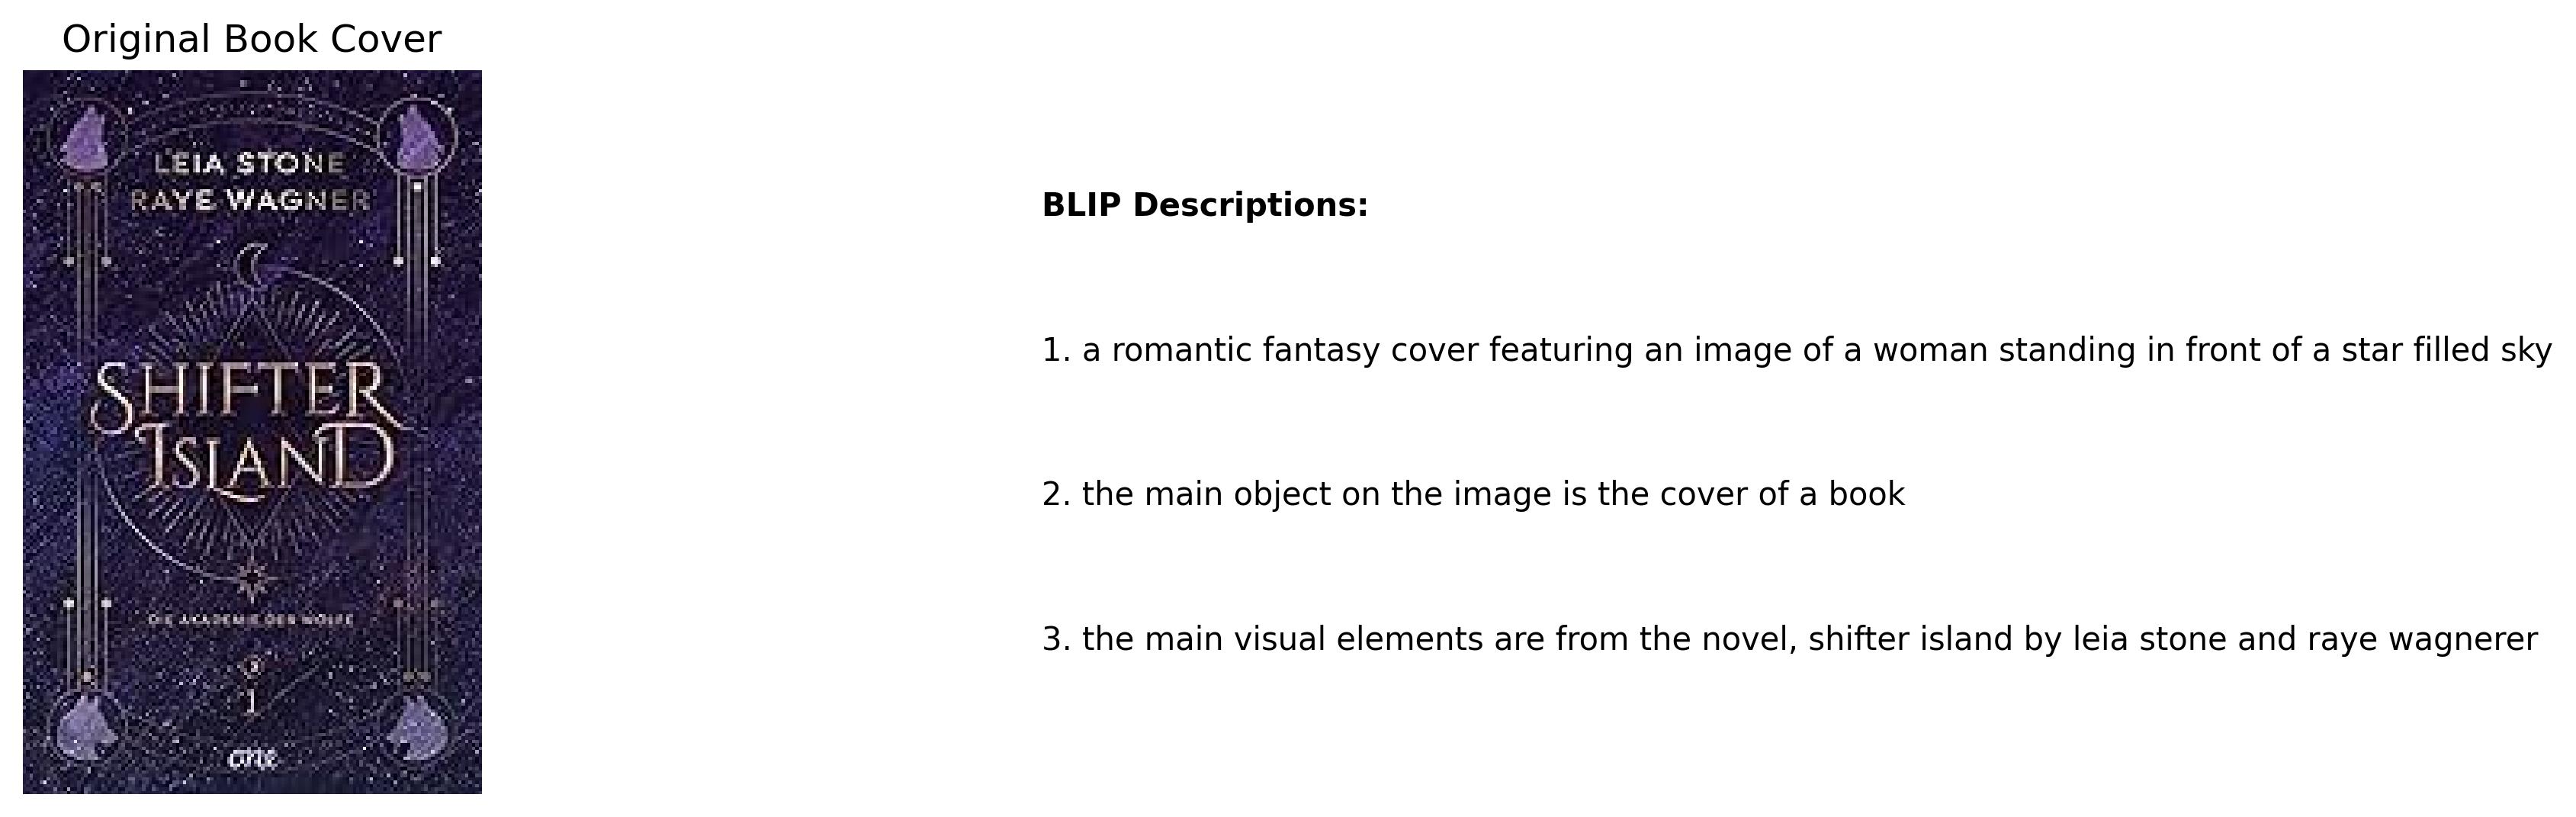 Original Book Cover
LEIA STONE
RAYE WAGNER
SHIFTER
ISLAND
DIE AKADEMIE DER WÖLFE
1
one
BLIP Descriptions:
1. a romantic fantasy cover featuring an image of a woman standing in front of a star filled sky
2. the main object on the image is the cover of a book
3. the main visual elements are from the novel, shifter island by leia stone and raye wagnerer